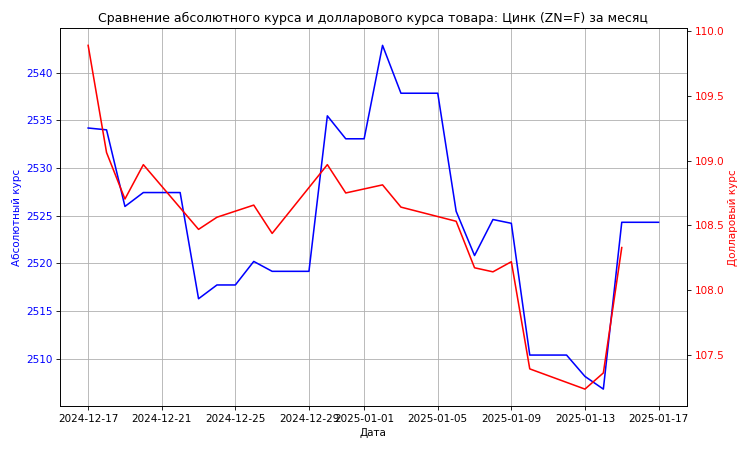 Сравнение абсолютного курса и долларового курса товара: Цинк (ZN=F) за месяц
Абсолютный курс
2540
2535
2530
2525
2520
2515
2510
110.0
109.5
109.0
108.5
108.0
107.5
Долларовый курс
2024-12-17 2024-12-21 2024-12-25 2024-12-29 2025-01-01 2025-01-05 2025-01-09 2025-01-13 2025-01-17
Дата